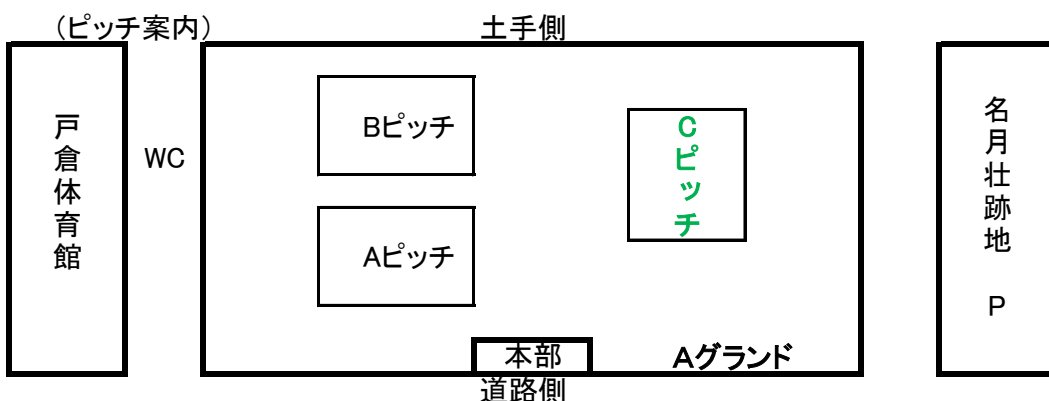 (ピッチ案内)
土手側
戸倉体育館
WC
Bピッチ
Cピッチ
Aピッチ
名月壮跡地 P
本部
Aグランド
道路側